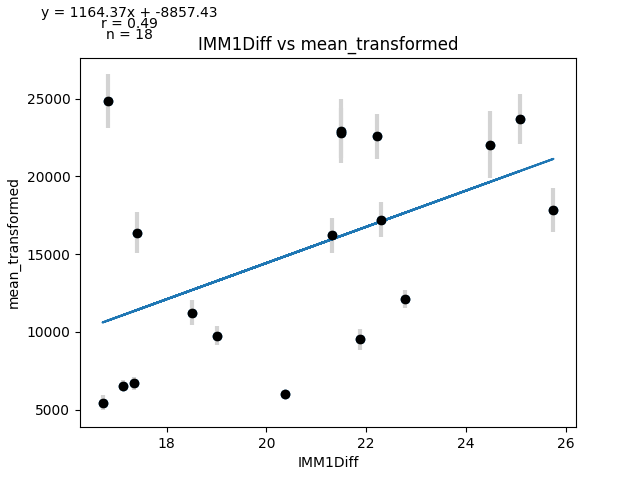 y = 1164.37x + -8857.43
r = 0.49
n = 18
IMM1Diff vs mean_transformed
25000
20000
15000
10000
5000
mean_transformed
18 20 22 24 26
IMM1Diff